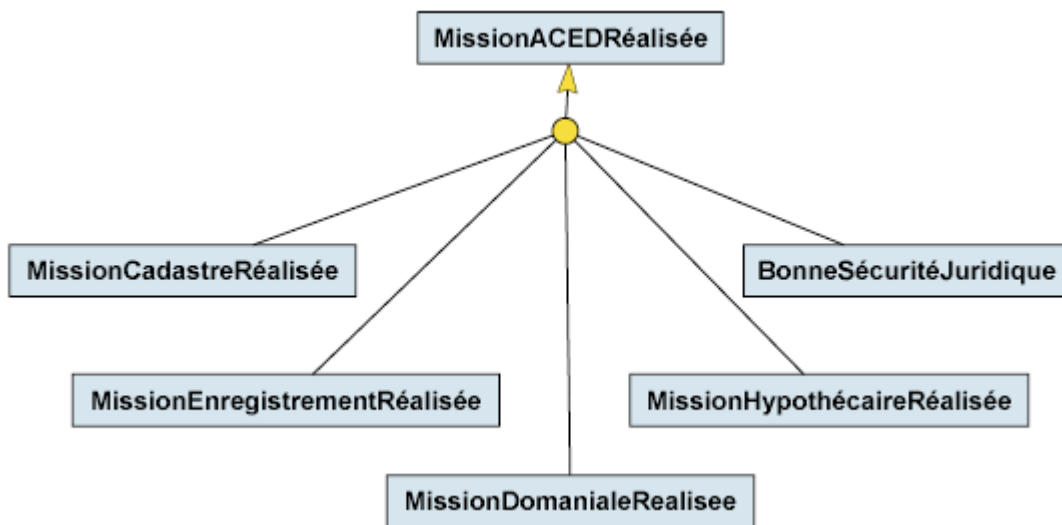 MissionACEDRéalisée
MissionCadastreRéalisée
BonneSécuritéJuridique
MissionEnregistrementRéalisée
MissionHypothécaireRéalisée
MissionDomanialeRealisee